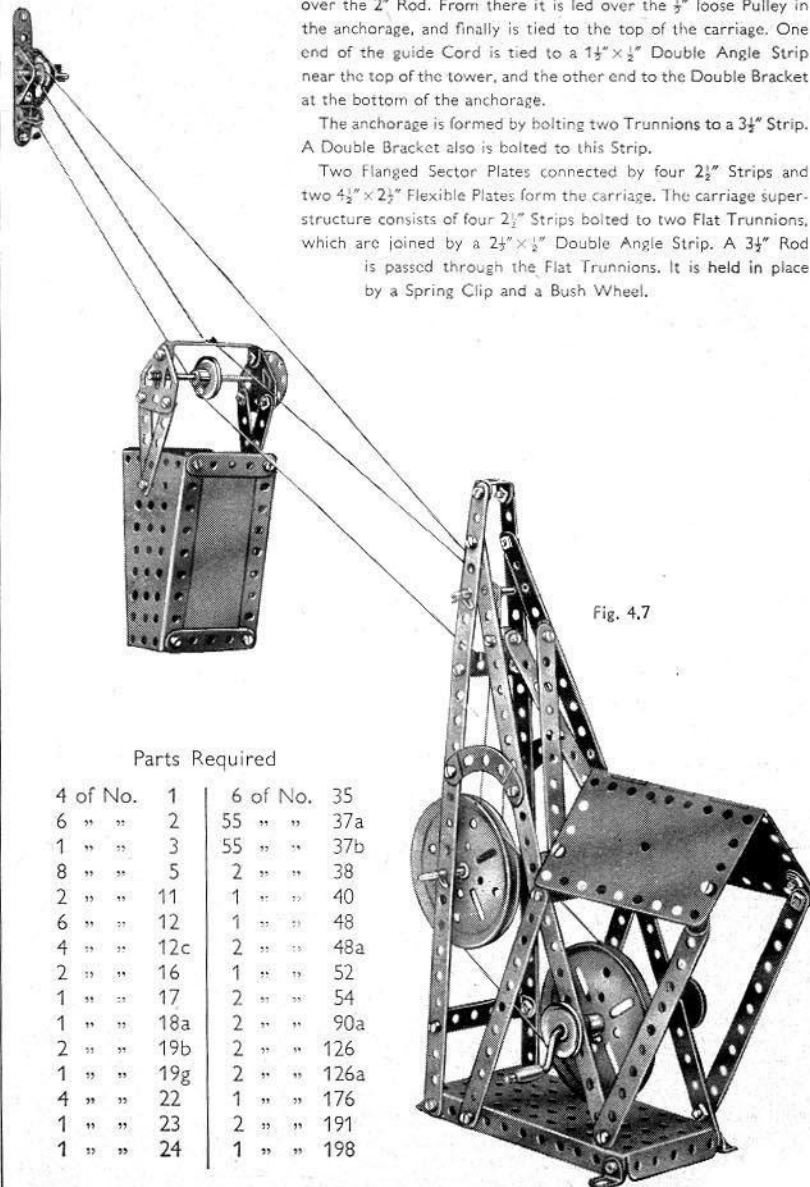 over the 2" Rod. From there it is led over the ½" loose Pulley in
the anchorage, and finally is tied to the top of the carriage. One
end of the guide Cord is tied to a 1½" × ½" Double Angle Strip
near the top of the tower, and the other end to the Double Bracket
at the bottom of the anchorage.
The anchorage is formed by bolting two Trunnions to a 3½" Strip.
A Double Bracket also is bolted to this Strip.
Two Flanged Sector Plates connected by four 2½" Strips and
two 4½" × 2½" Flexible Plates form the carriage. The carriage super-
structure consists of four 2½" Strips bolted to two Flat Trunnions,
which are joined by a 2½" × ½" Double Angle Strip. A 3½" Rod
is passed through the Flat Trunnions. It is held in place
by a Spring Clip and a Bush Wheel.
Fig. 4.7
Parts Required
4 of No. 1 | 6 of No. 35
6 " " 2 | 55 " " 37a
1 " " 3 | 55 " " 37b
8 " " 5 | 2 " " 38
2 " " 11 | 1 " " 40
6 " " 12 | 1 " " 48
4 " " 12c | 2 " " 48a
2 " " 16 | 1 " " 52
1 " " 17 | 2 " " 54
1 " " 18a | 2 " " 90a
2 " " 19b | 2 " " 126
1 " " 19g | 2 " " 126a
4 " " 22 | 1 " " 176
1 " " 23 | 2 " " 191
1 " " 24 | 1 " " 198